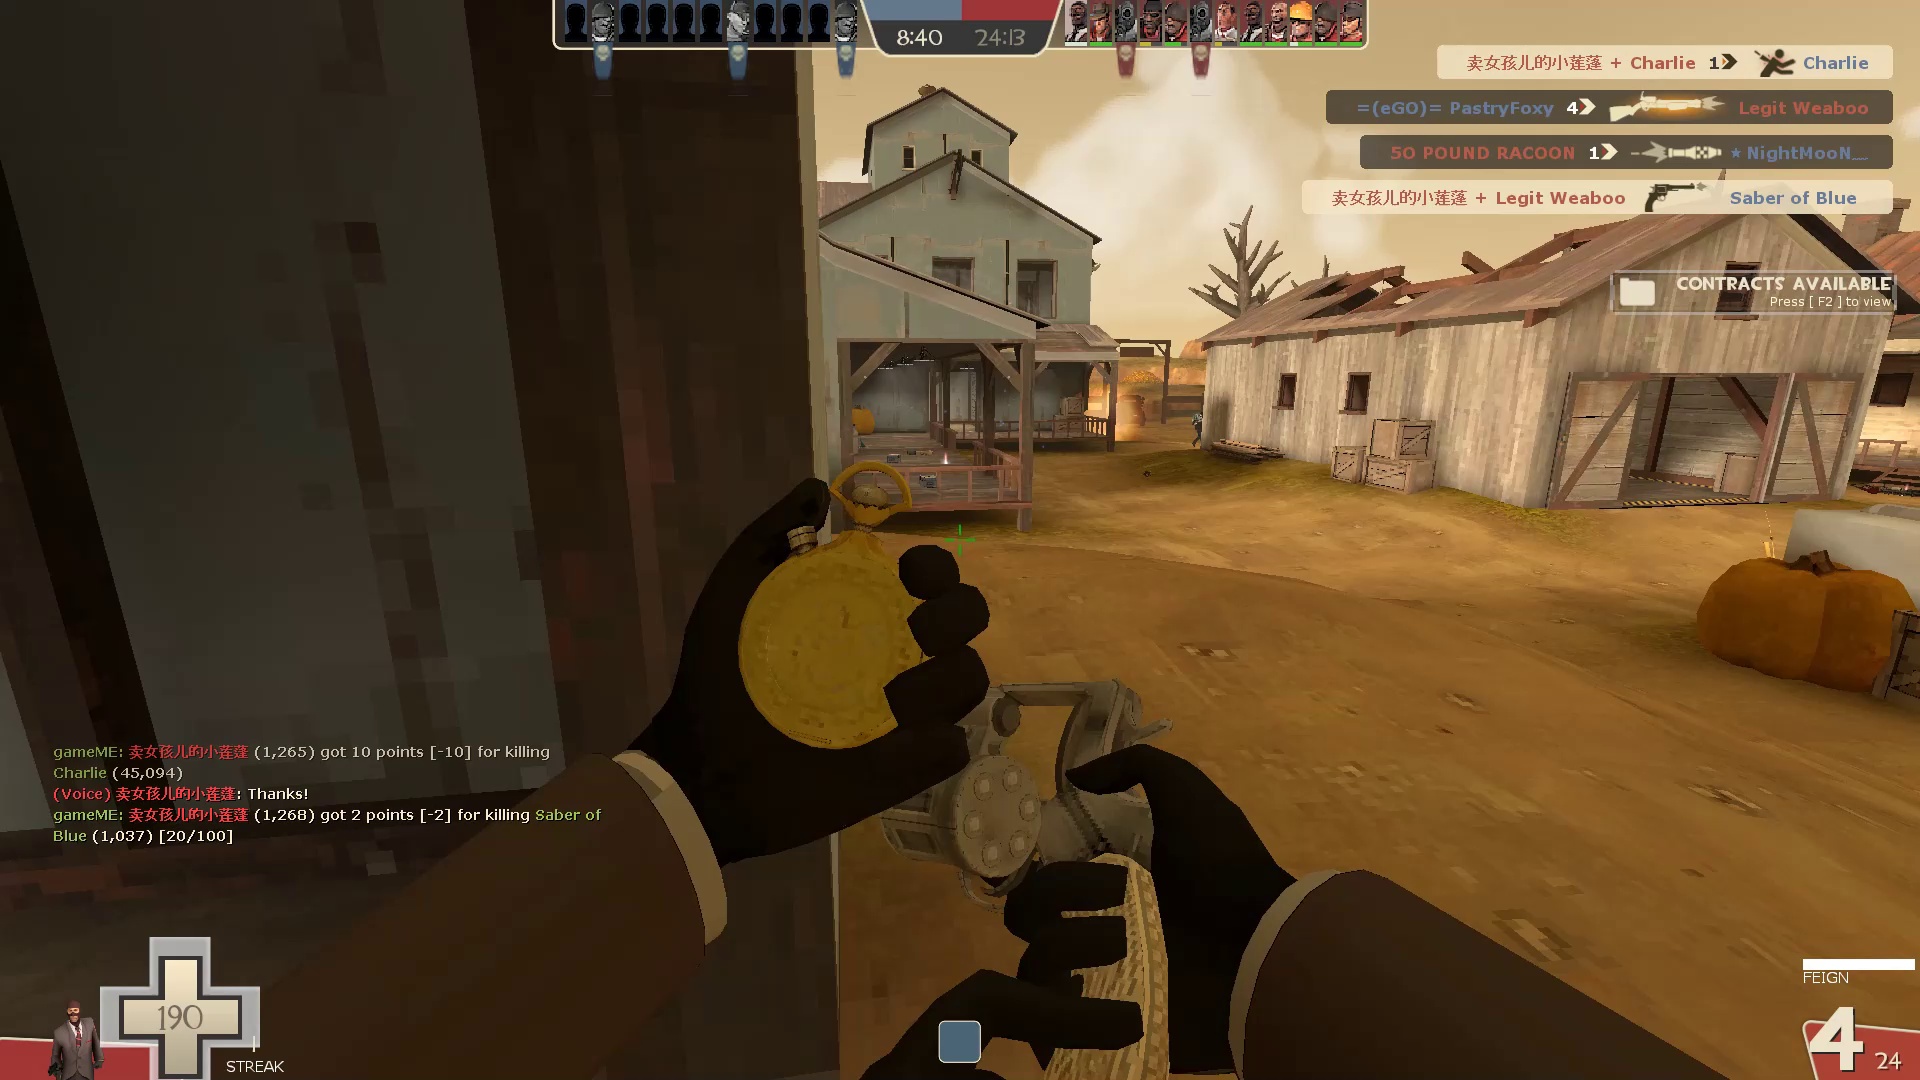 8:40 24:13
卖女孩儿的小莲蓬 + Charlie 1 Charlie
=(eGO)= PastryFoxy 4 Legit Weaboo
50 POUND RACOON 1 ★ NightMooN__
卖女孩儿的小莲蓬 + Legit Weaboo Saber of Blue
CONTRACTS AVAILABLE
Press [ F2 ] to view
gameME: 卖女孩儿的小莲蓬 (1,265) got 10 points [-10] for killing
Charlie (45,094)
(Voice) 卖女孩儿的小莲蓬: Thanks!
gameME: 卖女孩儿的小莲蓬 (1,268) got 2 points [-2] for killing Saber of
Blue (1,037) [20/100]
190
STREAK
FEIGN
4 24